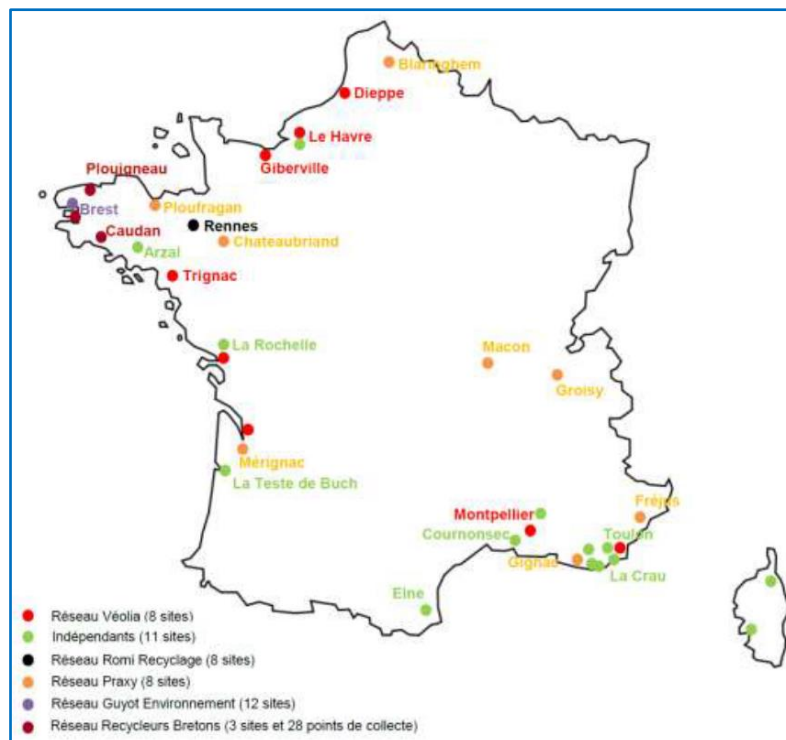 Blaringhem
Dieppe
Le Havre
Giberville
Plouigneau
Brest
Ploufragan
Rennes
Caudan
Chateaubriand
Arzal
Trignac
La Rochelle
Macon
Groisy
Mérignac
La Teste de Buch
Fréjus
Montpellier
Toulon
Cournonsec
Gignac
La Crau
Elne
Réseau Véolia (8 sites)
Indépendants (11 sites)
Réseau Romi Recyclage (8 sites)
Réseau Praxy (8 sites)
Réseau Guyot Environnement (12 sites)
Réseau Recycleurs Bretons (3 sites et 28 points de collecte)